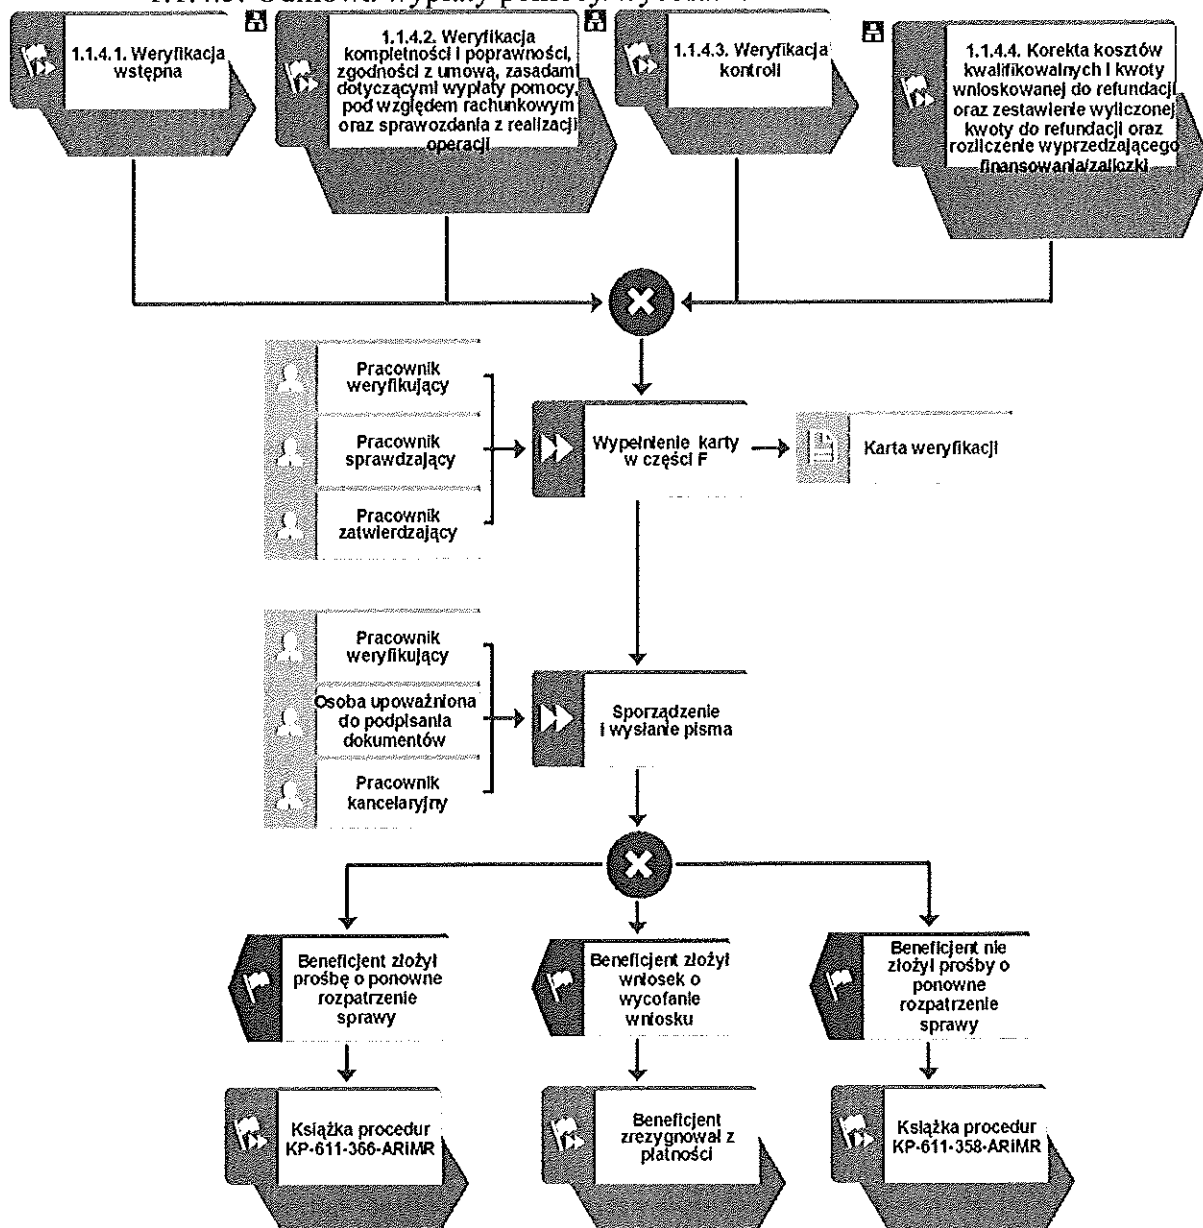 1.1.4.1. Weryfikacja
wstępna
1.1.4.2. Weryfikacja
kompletności i poprawności,
zgodności z umową, zasadami
dotyczącymi wypłaty pomocy,
pod względem rachunkowym
oraz sprawozdania z realizacji
operacji
1.1.4.3. Weryfikacja
kontroli
1.1.4.4. Korekta kosztów
kwalifikowalnych i kwoty
wnioskowanej do refundacji
oraz zestawienie wyliczonej
kwoty do refundacji oraz
rozliczenie wyprzedzającego
finansowania/zaliczki
Pracownik
weryfikujący
Pracownik
sprawdzający
Pracownik
zatwierdzający
Wypełnienie karty
w części F
Karta weryfikacji
Pracownik
weryfikujący
Osoba upoważniona
do podpisania
dokumentów
Pracownik
kancelaryjny
Sporządzenie
i wysłanie pisma
Beneficjent złożył
prośbę o ponowne
rozpatrzenie
sprawy
Beneficjent złożył
wniosek o
wycofanie
wniosku
Beneficjent nie
złożył prośby o
ponowne
rozpatrzenie
sprawy
Książka procedur
KP-611-366-ARiMR
Beneficjent
zrezygnował z
płatności
Książka procedur
KP-611-358-ARiMR